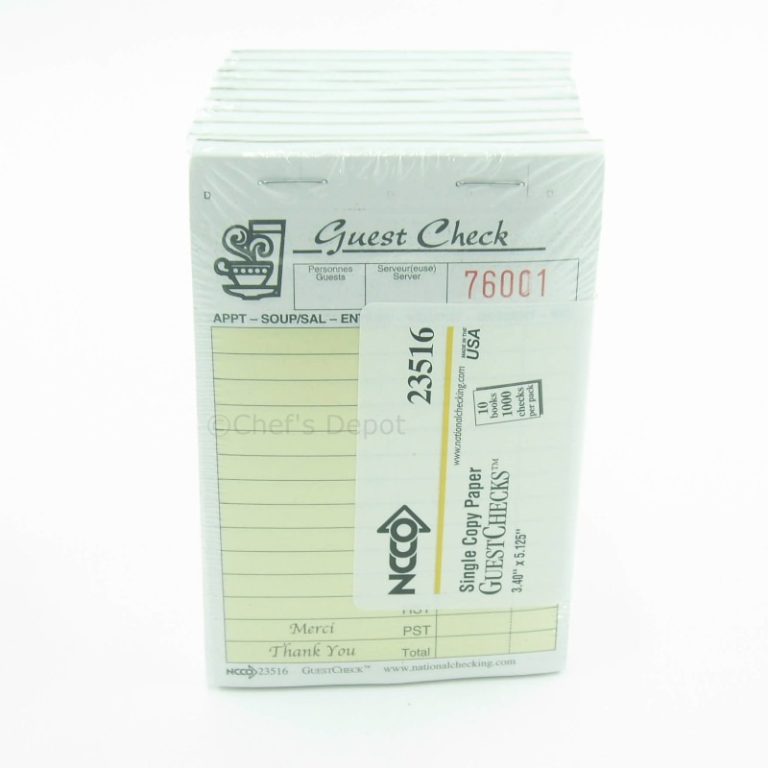 Guest Check
Personnes
Guests
Serveur(euse)
Server
76001
APPT – SOUP/SAL – ENT
©Chef's Depot
23516
MADE IN THE
USA
www.nationalchecking.com
10
books
1000
checks
per pack
NCCO
Single Copy Paper
GUESTCHECKS™
3.40" x 5.125"
Merci
PST
Thank You
Total
NCCO 23516 GUESTCHECK™ www.nationalchecking.com